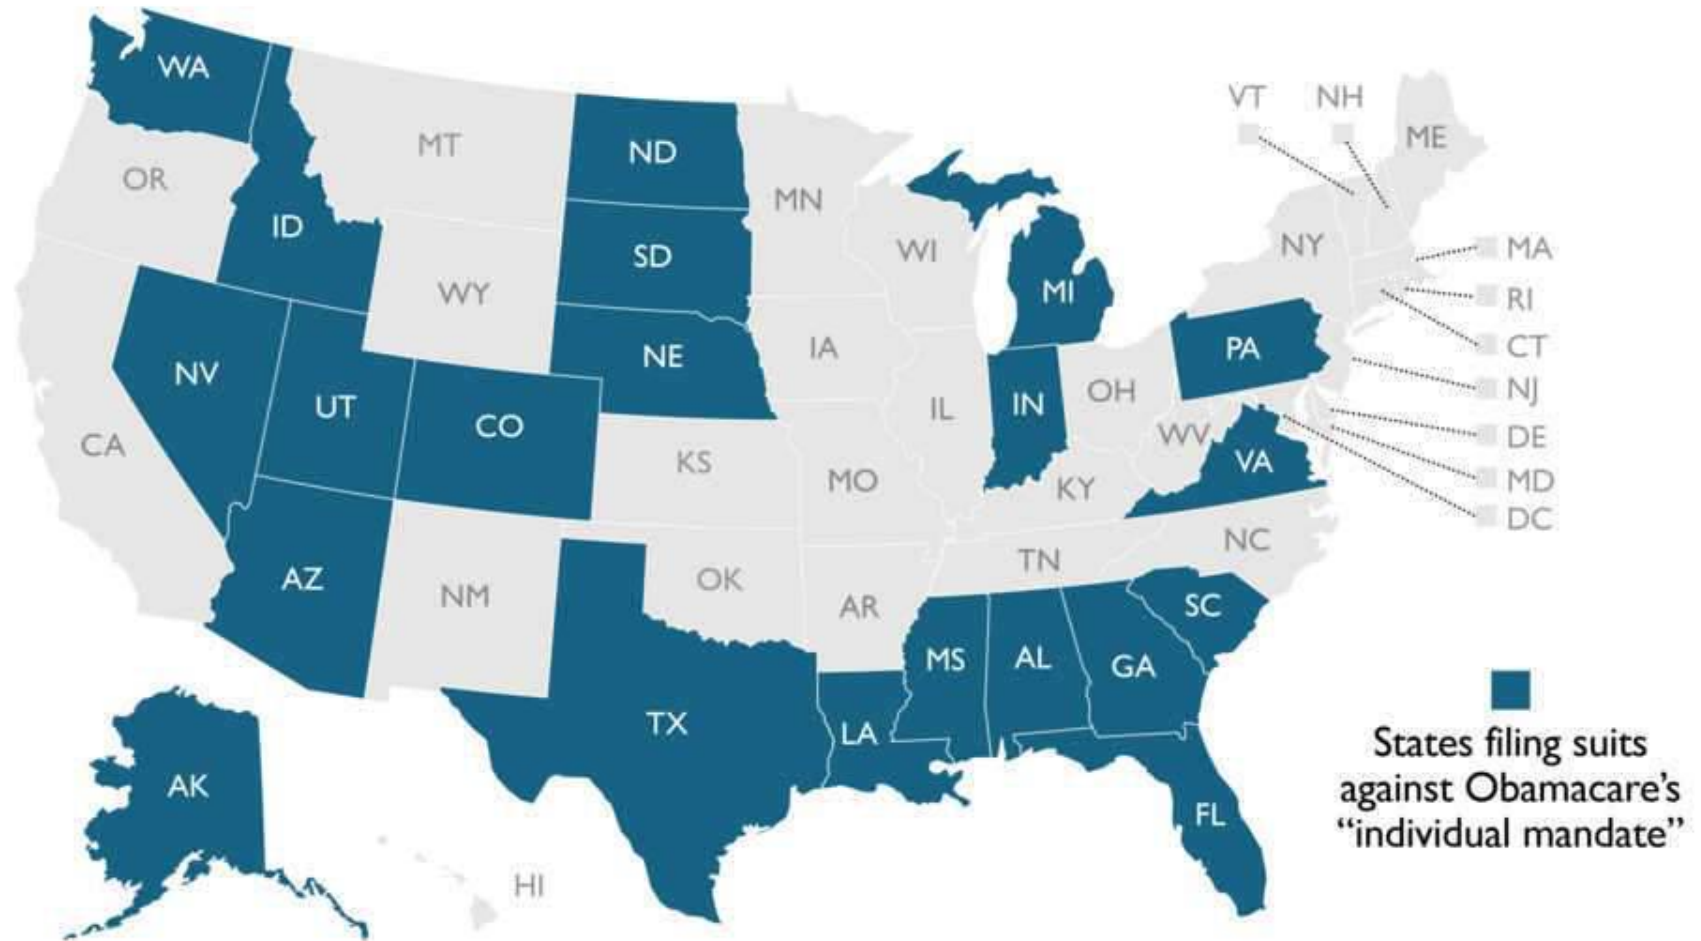 WA
VT NH
ME
MT
ND
OR
MN
ID
NY
MA
WI
SD
MI
WY
RI
NE
IA
PA
CT
NV
NJ
UT
IN
OH
IL
CO
DE
WV
CA
KS
VA
MO
KY
MD
DC
NC
TN
AZ
OK
NM
AR
SC
MS
AL
GA
TX
LA
AK
FL
HI
States filing suits
against Obamacare’s
“individual mandate”